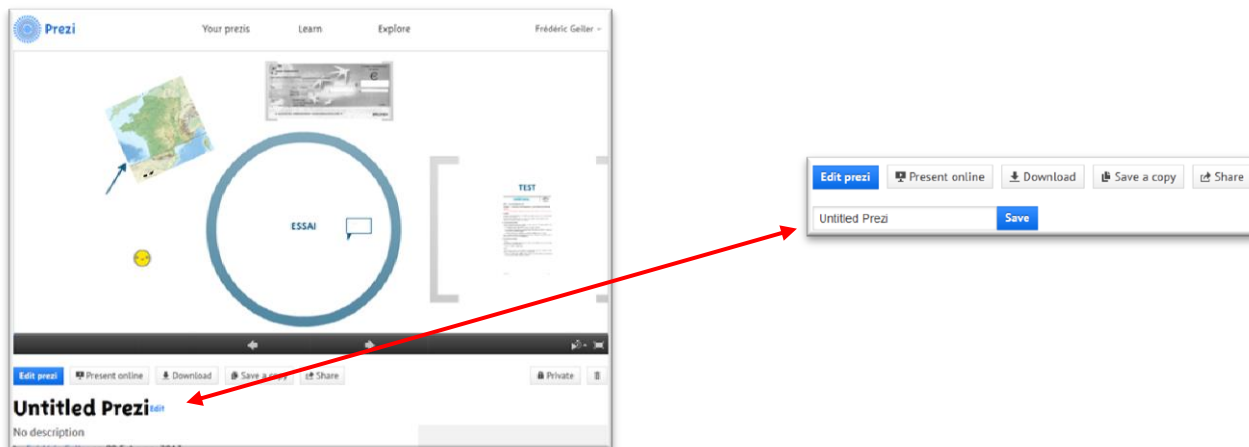 Prezi Your prezis Learn Explore Frédéric Geiler
€
TEST
ESSAI
Edit prezi Present online Download Save a copy Share Private
Untitled Prezi Edit
No description
Edit prezi Present online Download Save a copy Share
Untitled Prezi Save